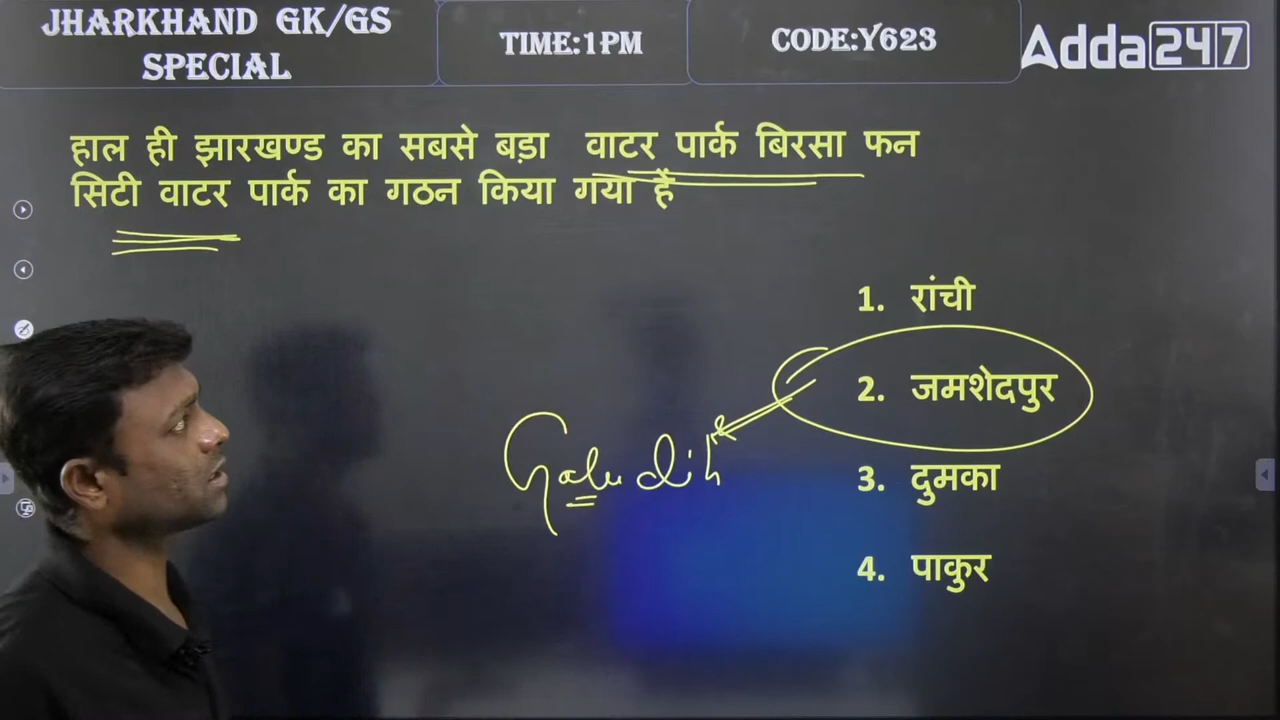 JHARKHAND GK/GS
SPECIAL
TIME:1PM
CODE:Y623
Adda247
हाल ही झारखण्ड का सबसे बड़ा वाटर पार्क बिरसा फन
सिटी वाटर पार्क का गठन किया गया हैं
1. रांची
2. जमशेदपुर
Galudih
3. दुमका
4. पाकुर